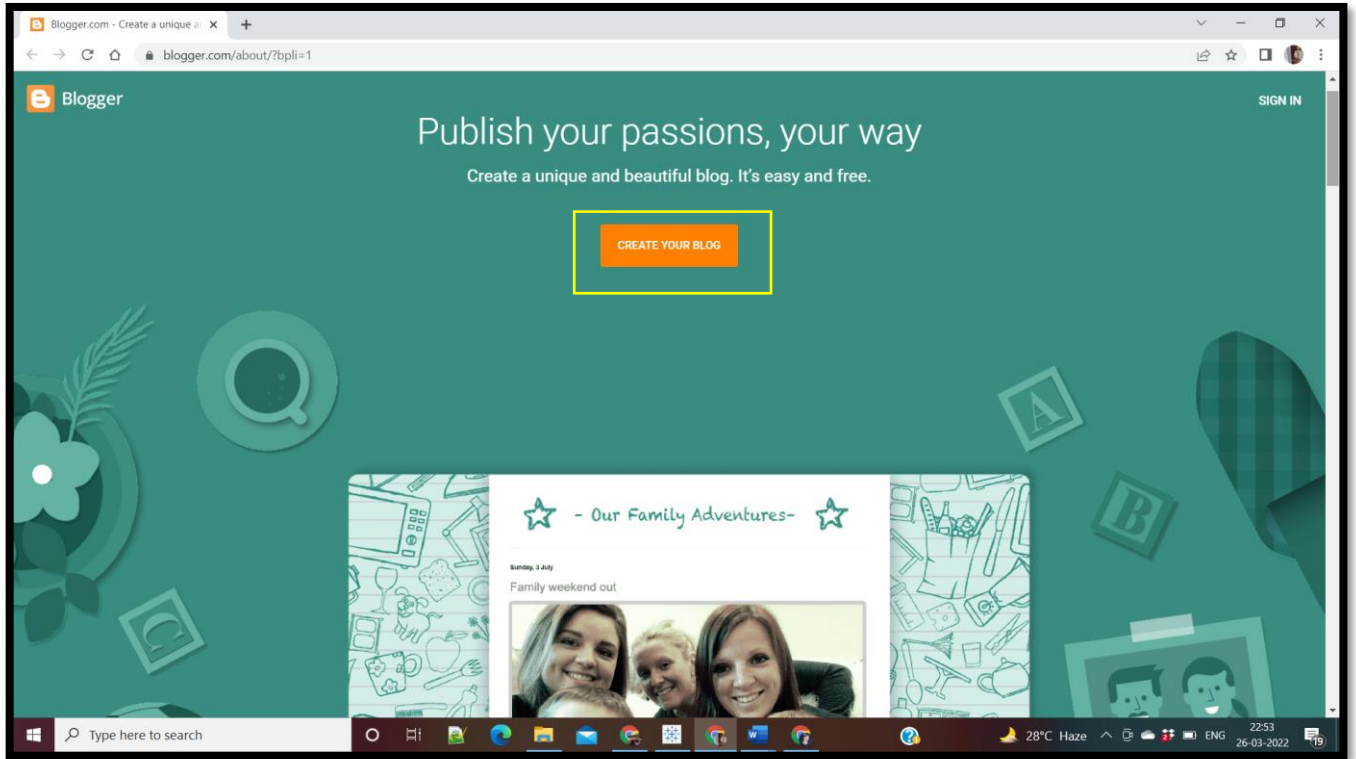 Blogger.com - Create a unique a
blogger.com/about/?bpli=1
Blogger
SIGN IN
Publish your passions, your way
Create a unique and beautiful blog. It's easy and free.
CREATE YOUR BLOG
A
B
C
- Our Family Adventures-
Sunday, 3 July
Family weekend out
Type here to search
28°C Haze
ENG
22:53
26-03-2022
19